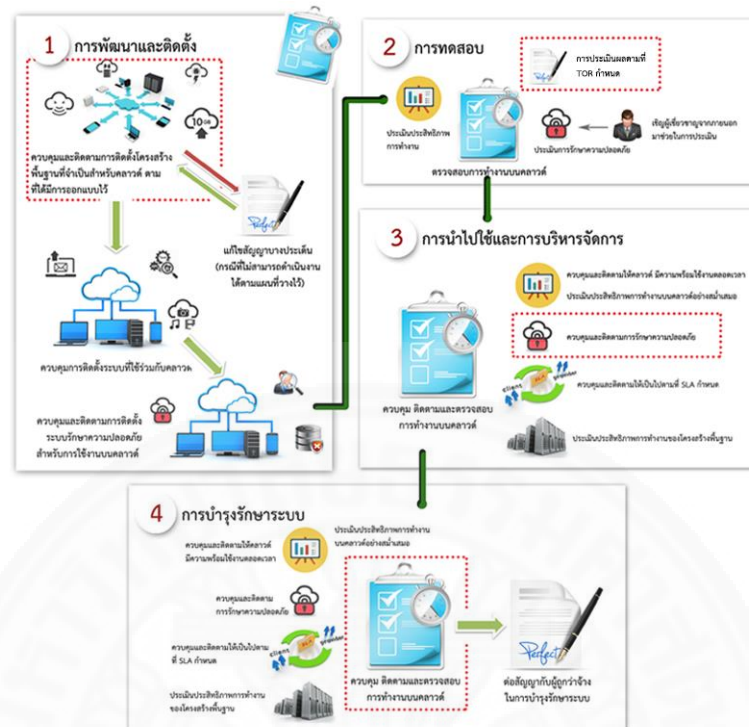 1 การพัฒนาและติดตั้ง
10 GB
ควบคุมและติดตามการติดตั้งโครงสร้าง
พื้นฐานที่จำเป็นสำหรับคลาวด์ ตาม
ที่ได้มีการออกแบบไว้
Perfect
แก้ไขสัญญาบางประเด็น
(กรณีที่ไม่สามารถดำเนินงาน
ได้ตามแผนที่วางไว้)
ควบคุมการติดตั้งระบบที่ใช้ร่วมกับคลาวด์
ควบคุมและติดตามการติดตั้ง
ระบบรักษาความปลอดภัย
สำหรับการใช้งานบนคลาวด์
2 การทดสอบ
Perfect
การประเมินผลตามที่
TOR กำหนด
ประเมินประสิทธิภาพ
การทำงาน
ตรวจสอบการทำงานบนคลาวด์
ประเมินการรักษาความปลอดภัย
เชิญผู้เชี่ยวชาญจากภายนอก
มาช่วยในการประเมิน
3 การนำไปใช้และการบริหารจัดการ
ควบคุม ติดตามและตรวจสอบ
การทำงานบนคลาวด์
ควบคุมและติดตามให้คลาวด์ มีความพร้อมใช้งานตลอดเวลา
ประเมินประสิทธิภาพการทำงานบนคลาวด์อย่างสม่ำเสมอ
ควบคุมและติดตามการรักษาความปลอดภัย
client SLA provider
ควบคุมและติดตามให้เป็นไปตามที่ SLA กำหนด
ประเมินประสิทธิภาพการทำงานของโครงสร้างพื้นฐาน
4 การบำรุงรักษาระบบ
ควบคุมและติดตามให้คลาวด์
มีความพร้อมใช้งานตลอดเวลา
ประเมินประสิทธิภาพการทำงาน
บนคลาวด์อย่างสม่ำเสมอ
ควบคุมและติดตาม
การรักษาความปลอดภัย
ควบคุมและติดตามให้เป็นไปตาม
ที่ SLA กำหนด
client SLA provider
ประเมินประสิทธิภาพการทำงาน
ของโครงสร้างพื้นฐาน
ควบคุม ติดตามและตรวจสอบ
การทำงานบนคลาวด์
Perfect
ต่อสัญญากับผู้ถูกว่าจ้าง
ในการบำรุงรักษาระบบ